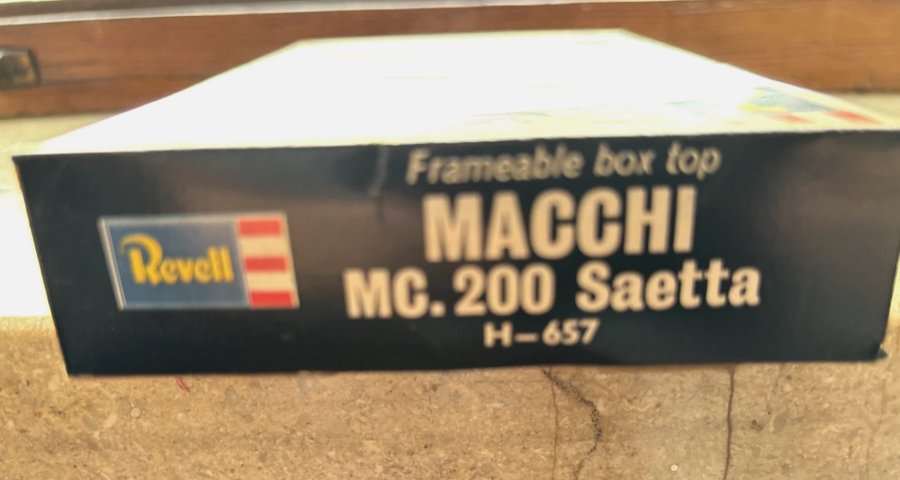 Frameable box top
Revell
MACCHI
MC. 200 Saetta
H-657